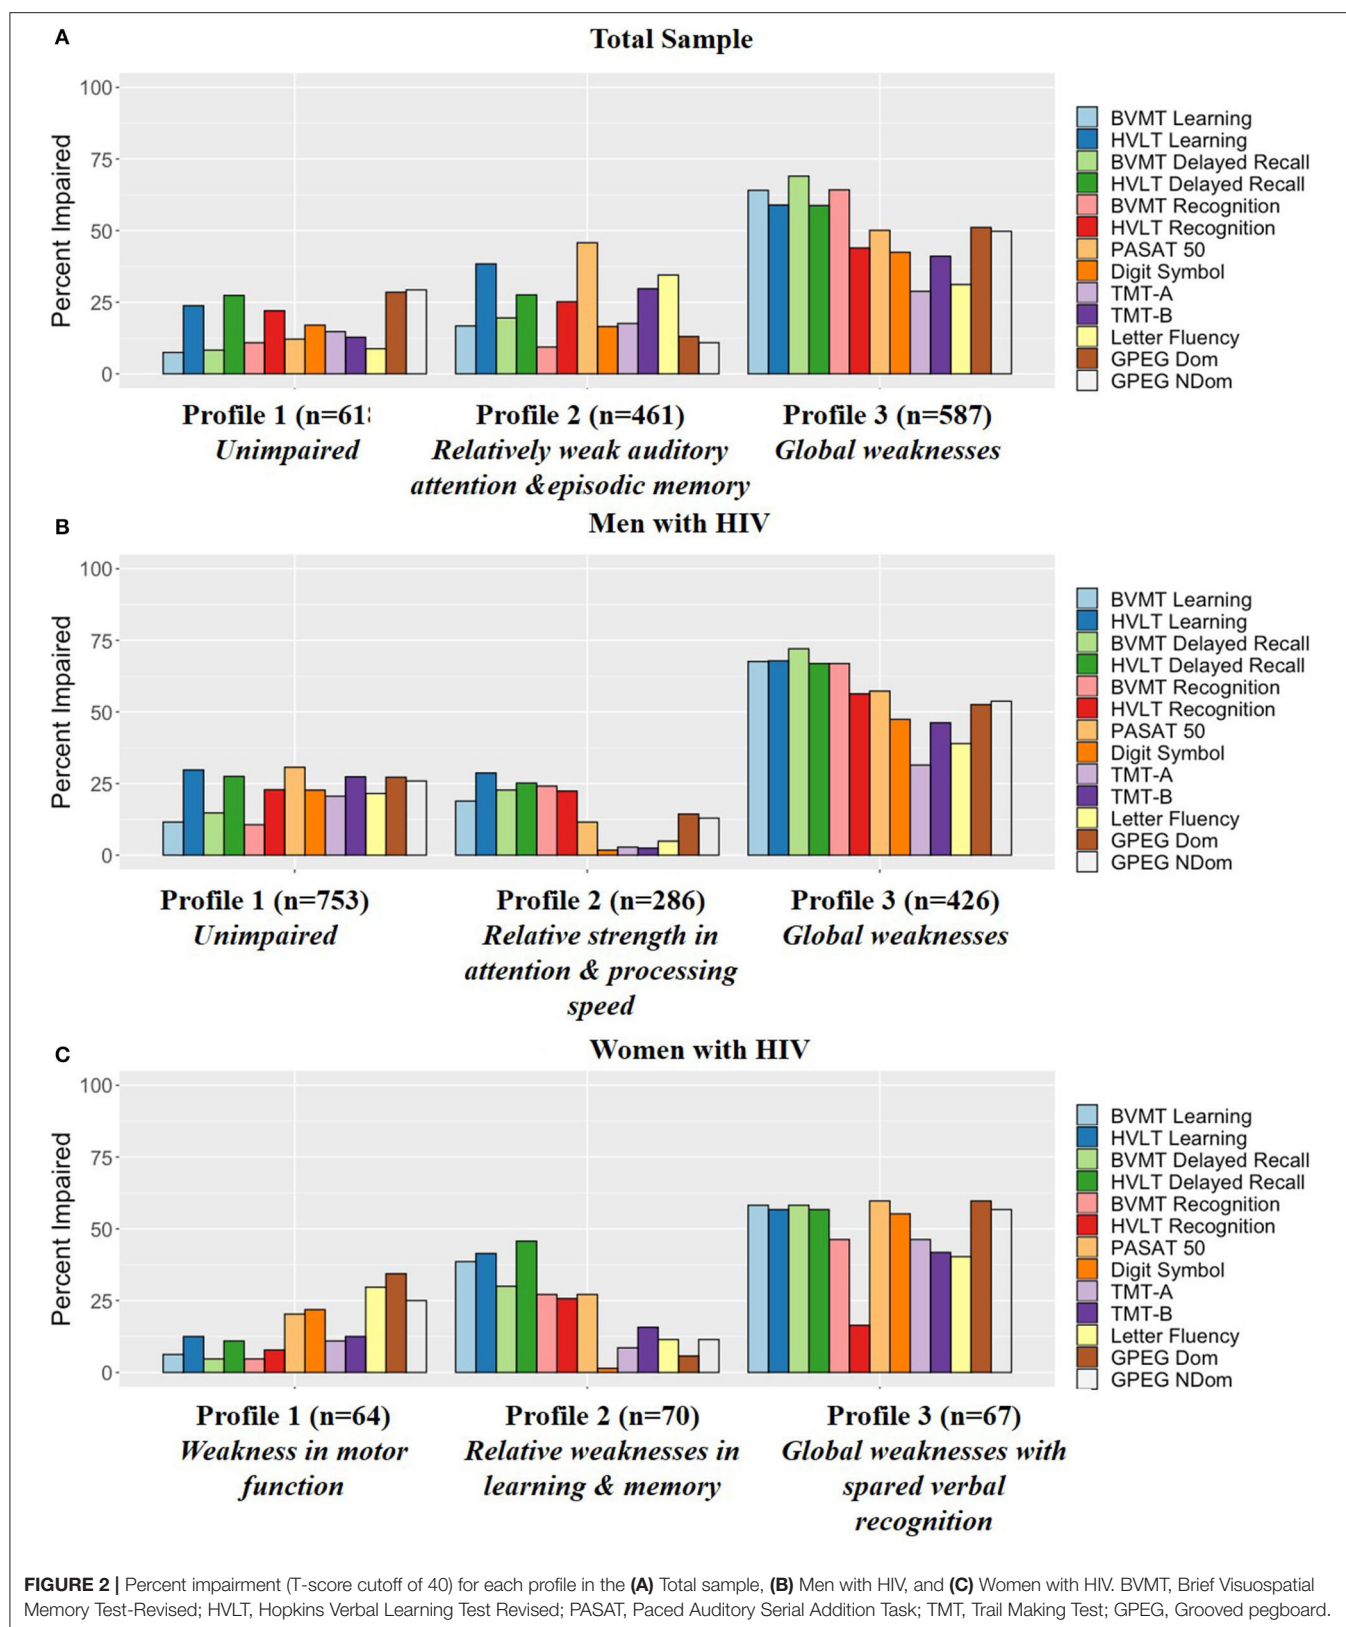 A
Total Sample
Percent Impaired
100
75
50
25
0
BVMT Learning
HVLT Learning
BVMT Delayed Recall
HVLT Delayed Recall
BVMT Recognition
HVLT Recognition
PASAT 50
Digit Symbol
TMT-A
TMT-B
Letter Fluency
GPEG Dom
GPEG NDom
Profile 1 (n=618
Unimpaired
Profile 2 (n=461)
Relatively weak auditory
attention &episodic memory
Profile 3 (n=587)
Global weaknesses
B
Men with HIV
Percent Impaired
100
75
50
25
0
BVMT Learning
HVLT Learning
BVMT Delayed Recall
HVLT Delayed Recall
BVMT Recognition
HVLT Recognition
PASAT 50
Digit Symbol
TMT-A
TMT-B
Letter Fluency
GPEG Dom
GPEG NDom
Profile 1 (n=753)
Unimpaired
Profile 2 (n=286)
Relative strength in
attention & processing
speed
Profile 3 (n=426)
Global weaknesses
C
Women with HIV
Percent Impaired
100
75
50
25
0
BVMT Learning
HVLT Learning
BVMT Delayed Recall
HVLT Delayed Recall
BVMT Recognition
HVLT Recognition
PASAT 50
Digit Symbol
TMT-A
TMT-B
Letter Fluency
GPEG Dom
GPEG NDom
Profile 1 (n=64)
Weakness in motor
function
Profile 2 (n=70)
Relative weaknesses in
learning & memory
Profile 3 (n=67)
Global weaknesses with
spared verbal
recognition
FIGURE 2 | Percent impairment (T-score cutoff of 40) for each profile in the (A) Total sample, (B) Men with HIV, and (C) Women with HIV. BVMT, Brief Visuospatial
Memory Test-Revised; HVLT, Hopkins Verbal Learning Test Revised; PASAT, Paced Auditory Serial Addition Task; TMT, Trail Making Test; GPEG, Grooved pegboard.